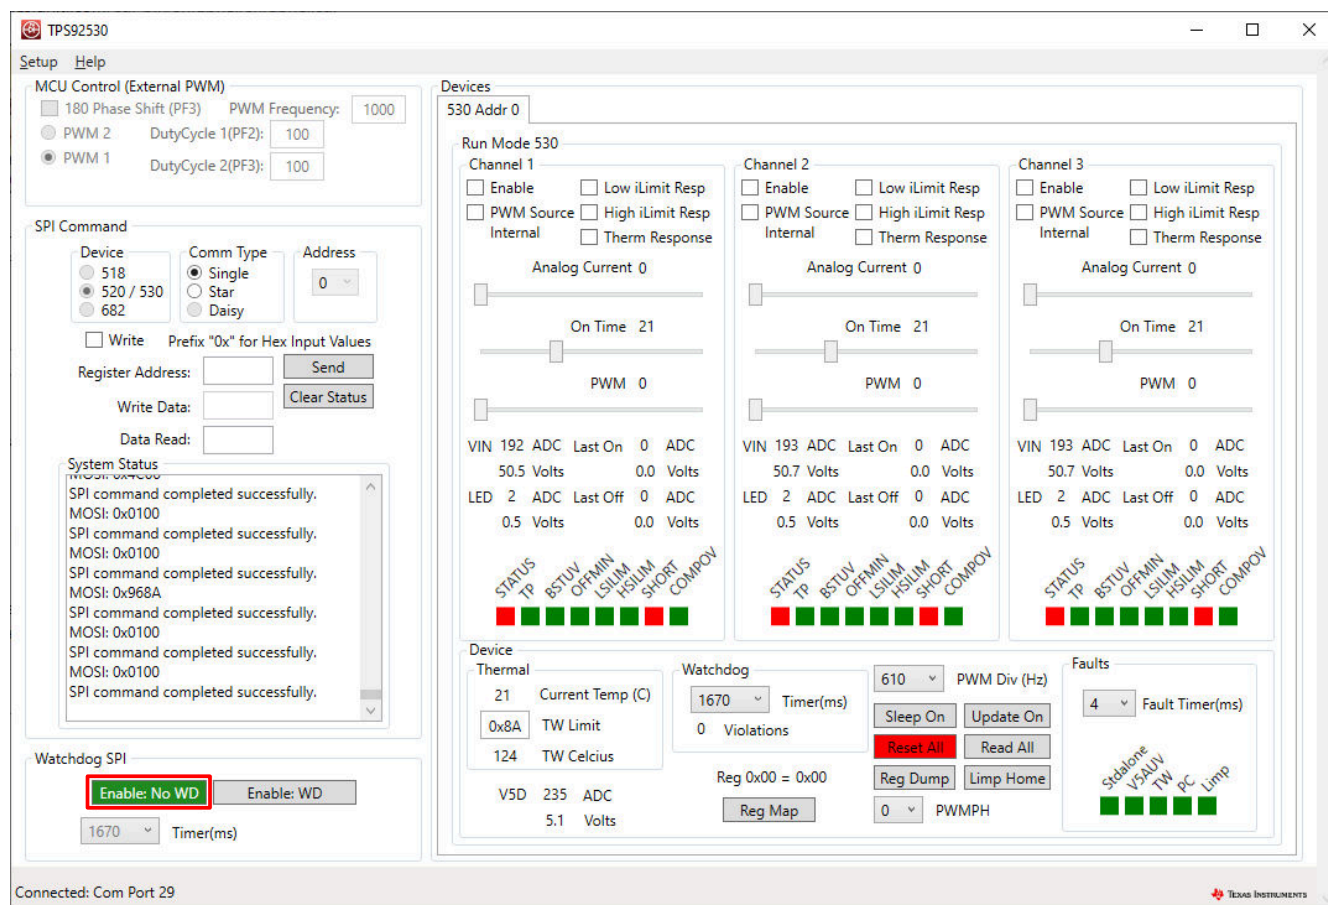 TPS92530
Setup Help
MCU Control (External PWM)
180 Phase Shift (PF3) PWM Frequency: 1000
PWM 2 DutyCycle 1(PF2): 100
PWM 1 DutyCycle 2(PF3): 100
SPI Command
Device Comm Type Address
518 Single
520 / 530 Star 0
682 Daisy
Write Prefix "0x" for Hex Input Values
Register Address: Send
Write Data: Clear Status
Data Read:
System Status
SPI command completed successfully.
MOSI: 0x0100
SPI command completed successfully.
MOSI: 0x0100
SPI command completed successfully.
MOSI: 0x968A
SPI command completed successfully.
MOSI: 0x0100
SPI command completed successfully.
MOSI: 0x0100
SPI command completed successfully.
Watchdog SPI
Enable: No WD Enable: WD
1670 Timer(ms)
Devices
530 Addr 0
Run Mode 530
Channel 1
Enable Low iLimit Resp
PWM Source High iLimit Resp
Internal Therm Response
Analog Current 0
On Time 21
PWM 0
VIN 192 ADC Last On 0 ADC
50.5 Volts 0.0 Volts
LED 2 ADC Last Off 0 ADC
0.5 Volts 0.0 Volts
STATUS TP BSTUV OFFMIN LSILIM HSILIM SHORT COMPOV
Channel 2
Enable Low iLimit Resp
PWM Source High iLimit Resp
Internal Therm Response
Analog Current 0
On Time 21
PWM 0
VIN 193 ADC Last On 0 ADC
50.7 Volts 0.0 Volts
LED 2 ADC Last Off 0 ADC
0.5 Volts 0.0 Volts
STATUS TP BSTUV OFFMIN LSILIM HSILIM SHORT COMPOV
Channel 3
Enable Low iLimit Resp
PWM Source High iLimit Resp
Internal Therm Response
Analog Current 0
On Time 21
PWM 0
VIN 193 ADC Last On 0 ADC
50.7 Volts 0.0 Volts
LED 2 ADC Last Off 0 ADC
0.5 Volts 0.0 Volts
STATUS TP BSTUV OFFMIN LSILIM HSILIM SHORT COMPOV
Device
Thermal
21 Current Temp (C)
0x8A TW Limit
124 TW Celcius
V5D 235 ADC
5.1 Volts
Watchdog
1670 Timer(ms)
0 Violations
Reg 0x00 = 0x00
Reg Map
610 PWM Div (Hz)
Sleep On Update On
Reset All Read All
Reg Dump Limp Home
0 PWMPH
Faults
4 Fault Timer(ms)
Stdalone V5AUV TW PC Limp
Connected: Com Port 29
TEXAS INSTRUMENTS